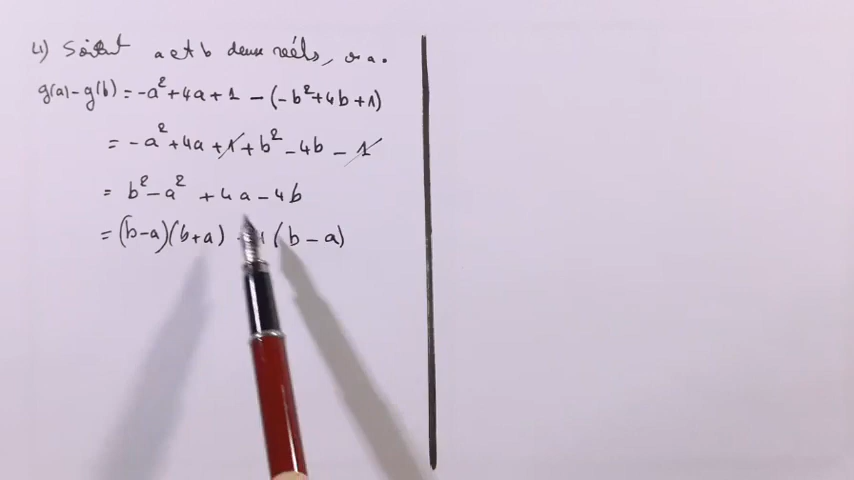 4) Soient a et b deux réels, on a.
g(a) - g(b) = -a² + 4a + 1 - (-b² + 4b + 1)
= -a² + 4a + 1 + b² - 4b - 1
= b² - a² + 4a - 4b
= (b-a)(b+a) - 4 (b - a)